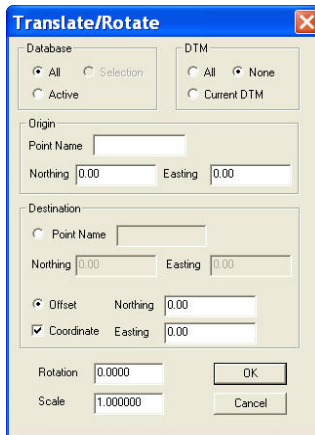 Translate/Rotate
Database
All Selection
Active
DTM
All None
Current DTM
Origin
Point Name
Northing 0.00 Easting 0.00
Destination
Point Name
Northing 0.00 Easting 0.00
Offset Northing 0.00
Coordinate Easting 0.00
Rotation 0.0000 OK
Scale 1.000000 Cancel